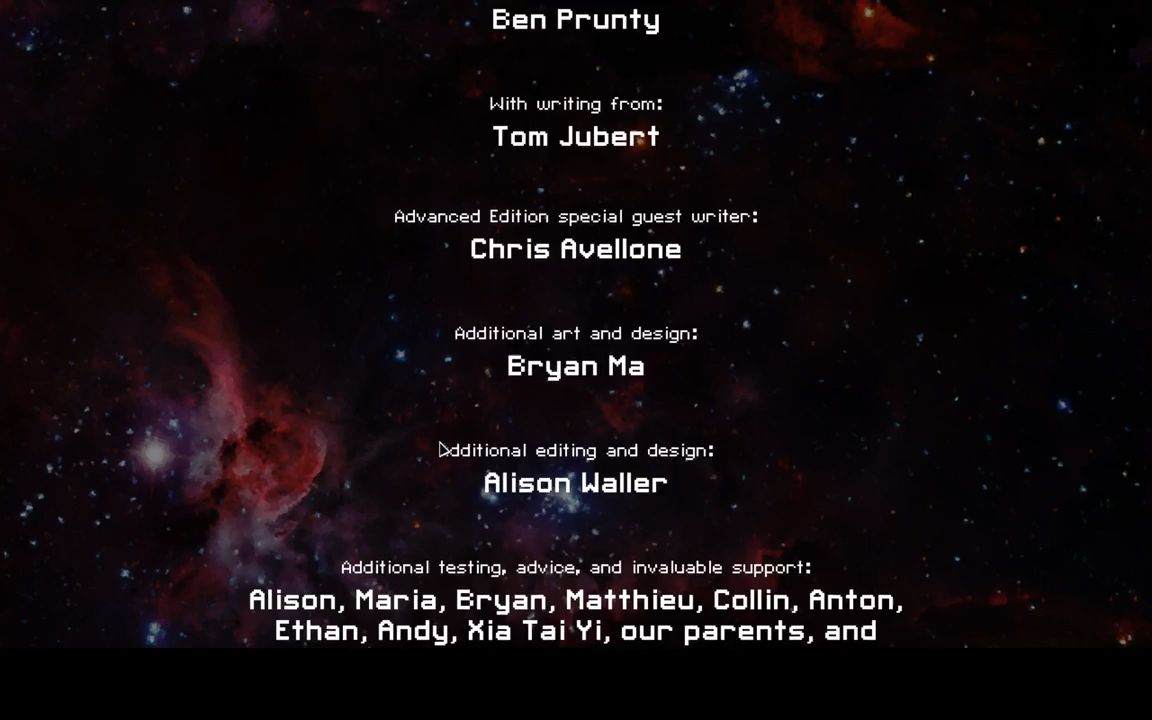 Ben Prunty
With writing from:
Tom Jubert
Advanced Edition special guest writer:
Chris Avellone
Additional art and design:
Bryan Ma
Additional editing and design:
Alison Waller
Additional testing, advice, and invaluable support:
Alison, Maria, Bryan, Matthieu, Collin, Anton,
Ethan, Andy, Xia Tai Yi, our parents, and